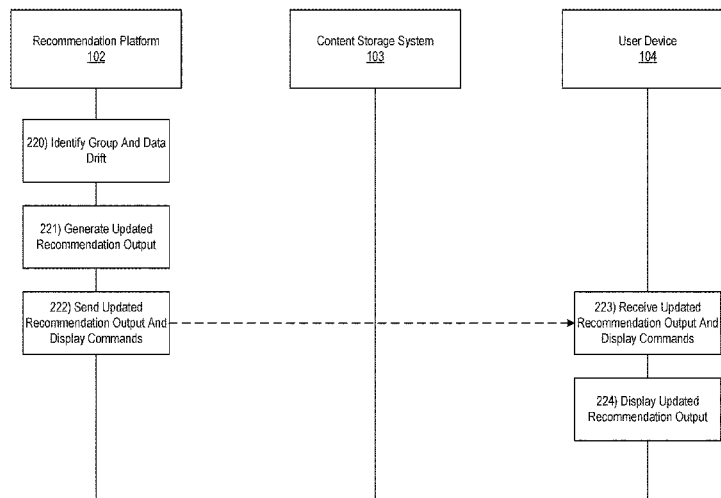 Recommendation Platform
102
Content Storage System
103
User Device
104
220) Identify Group And Data
Drift
221) Generate Updated
Recommendation Output
222) Send Updated
Recommendation Output And
Display Commands
223) Receive Updated
Recommendation Output And
Display Commands
224) Display Updated
Recommendation Output